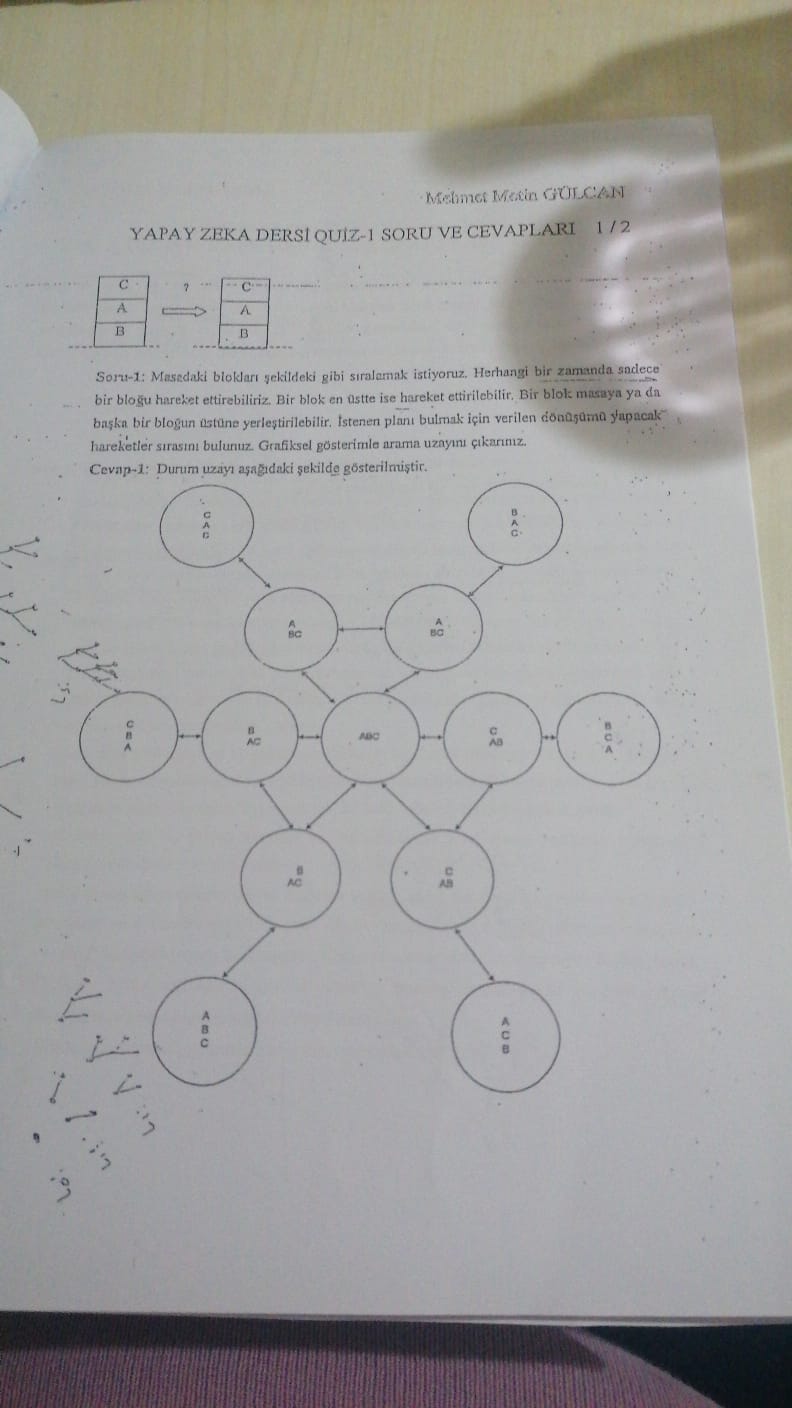 Mehmet Metin GÜLCAN
YAPAY ZEKA DERSİ QUİZ-1 SORU VE CEVAPLARI 1 / 2
C ? C
A A
B B
Soru-1: Masadaki blokları şekildeki gibi sıralamak istiyoruz. Herhangi bir zamanda sadece
bir bloğu hareket ettirebiliriz. Bir blok en üstte ise hareket ettirilebilir. Bir blok masaya ya da
başka bir bloğun üstüne yerleştirilebilir. İstenen planı bulmak için verilen dönüşümü yapacak
hareketler sırasını bulunuz. Grafiksel gösterimle arama uzayını çıkarınız.
Cevap-1: Durum uzayı aşağıdaki şekilde gösterilmiştir.
C
A
B
A
C
A
BC
A
BC
C
B
A
B
AC
ABC
C
AB
B
C
A
B
AC
C
AB
A
B
C
A
C
B